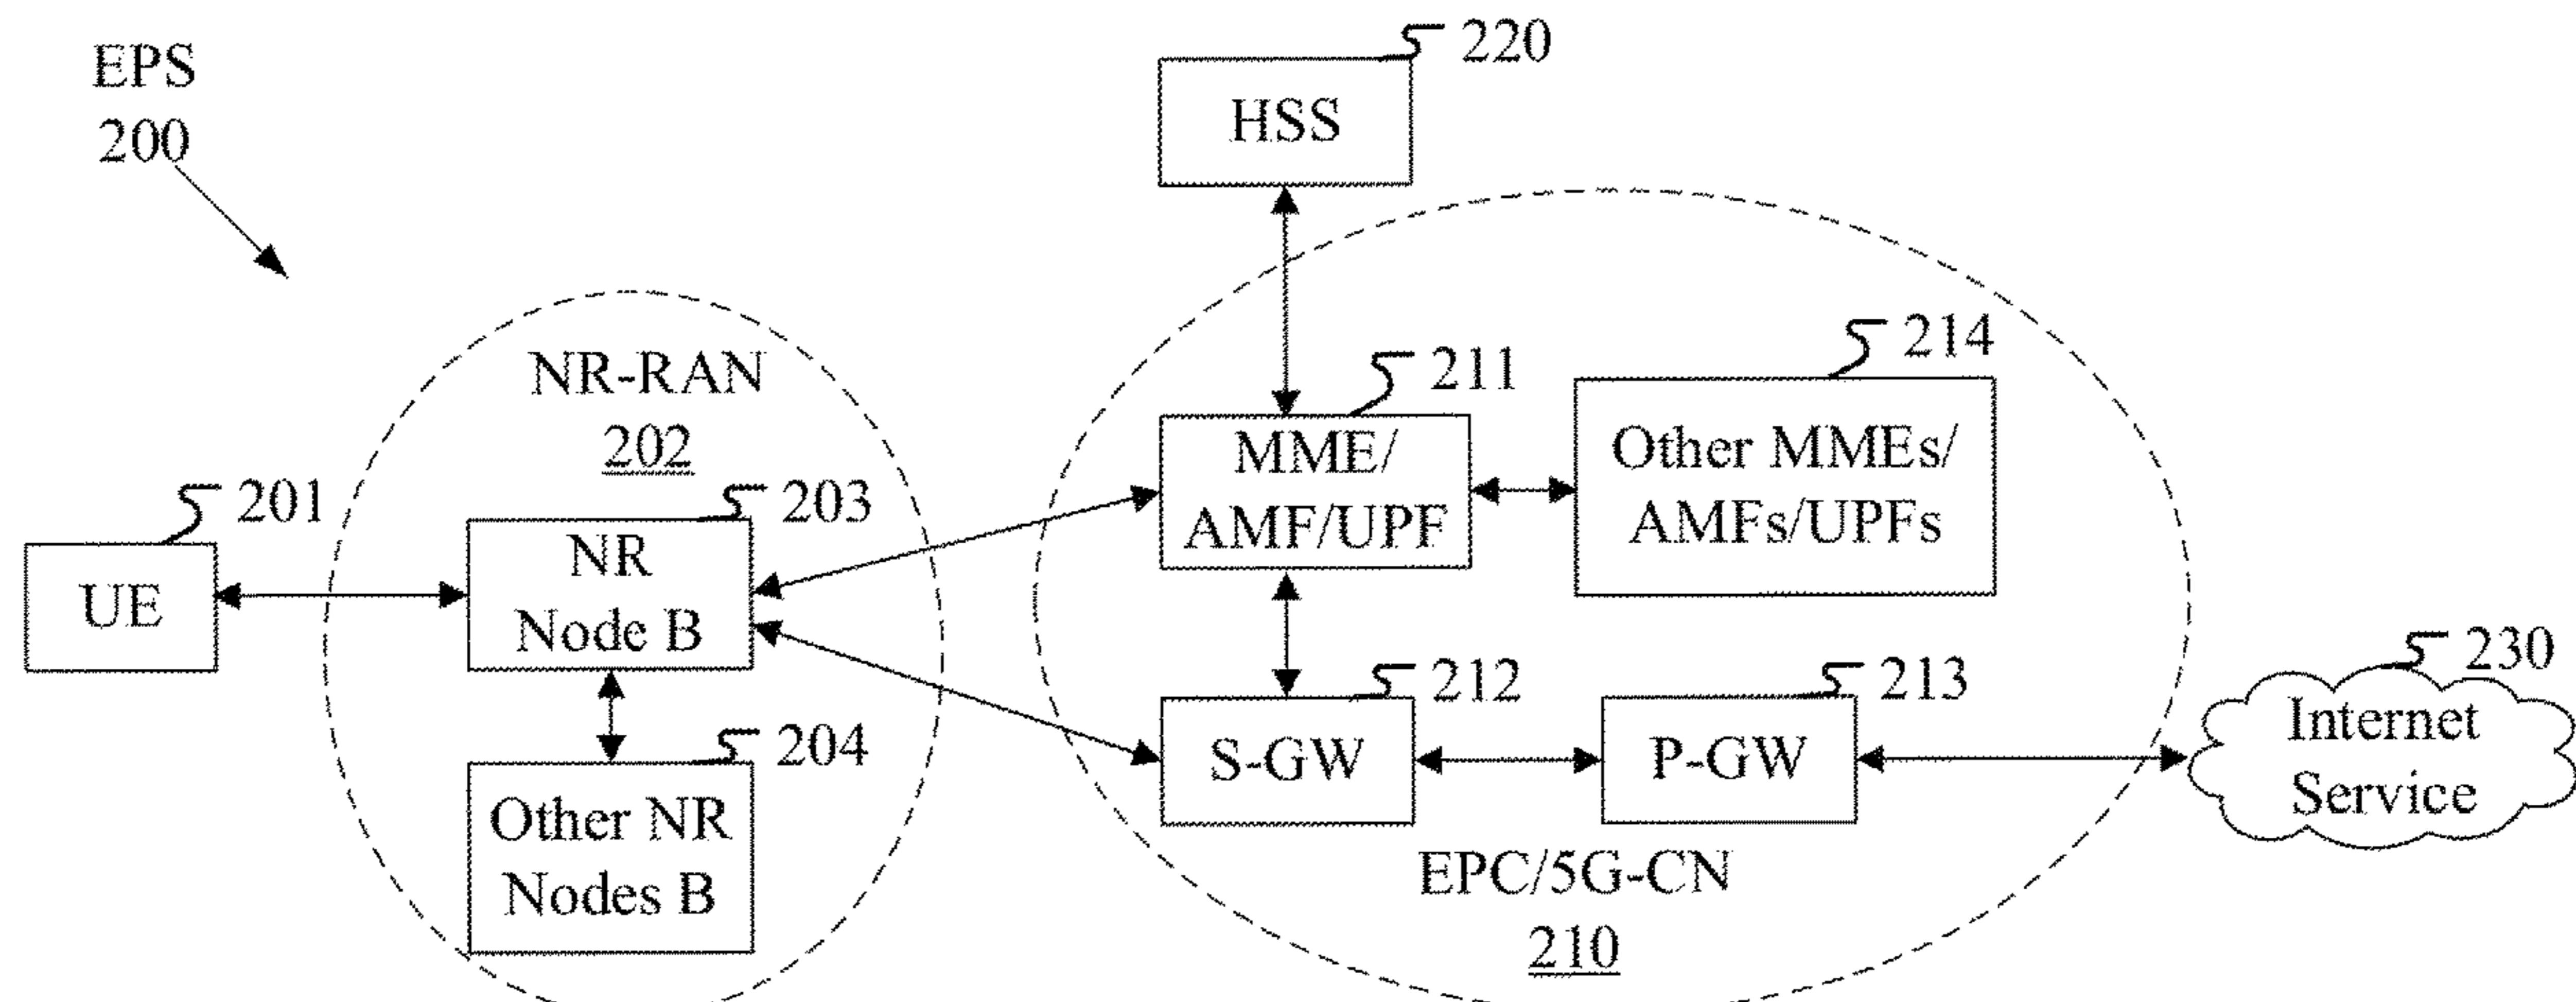 EPS
200
220
HSS
NR-RAN
202
211
MME/
AMF/UPF
214
Other MMEs/
AMFs/UPFs
201
UE
203
NR
Node B
204
Other NR
Nodes B
212
S-GW
213
P-GW
230
Internet
Service
EPC/5G-CN
210